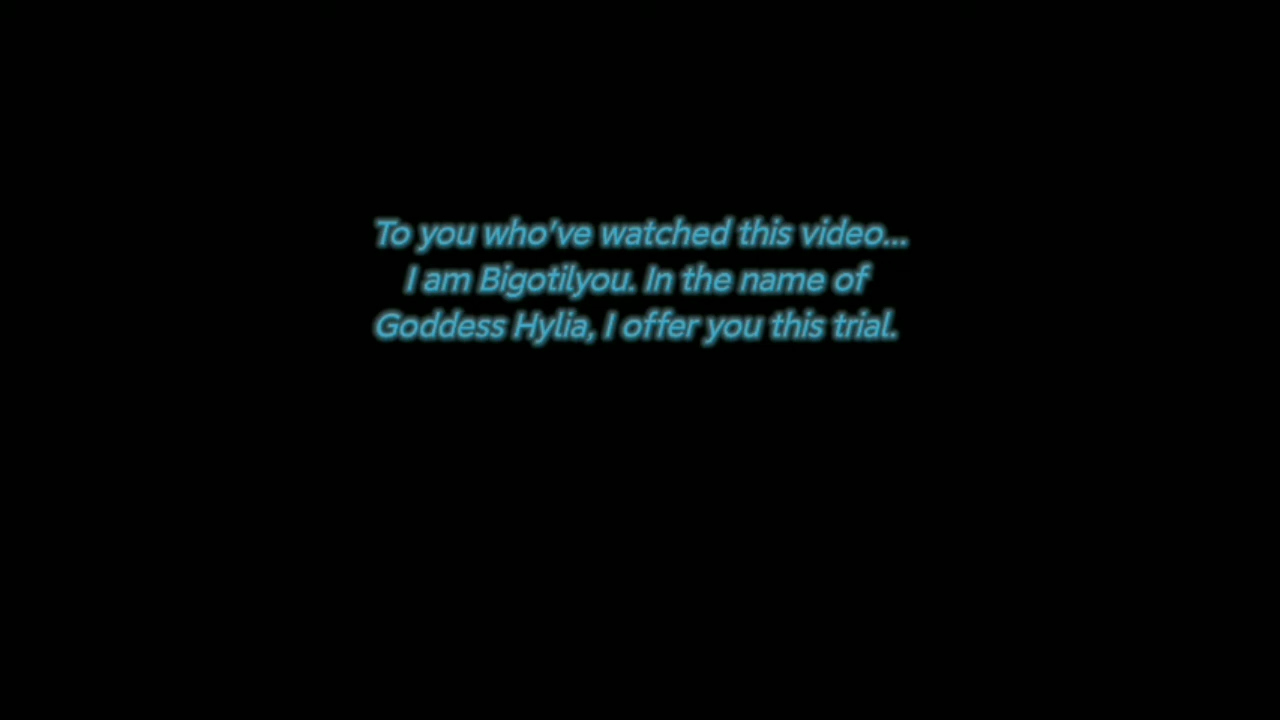 To you who've watched this video...
I am Bigotilyou. In the name of
Goddess Hylia, I offer you this trial.